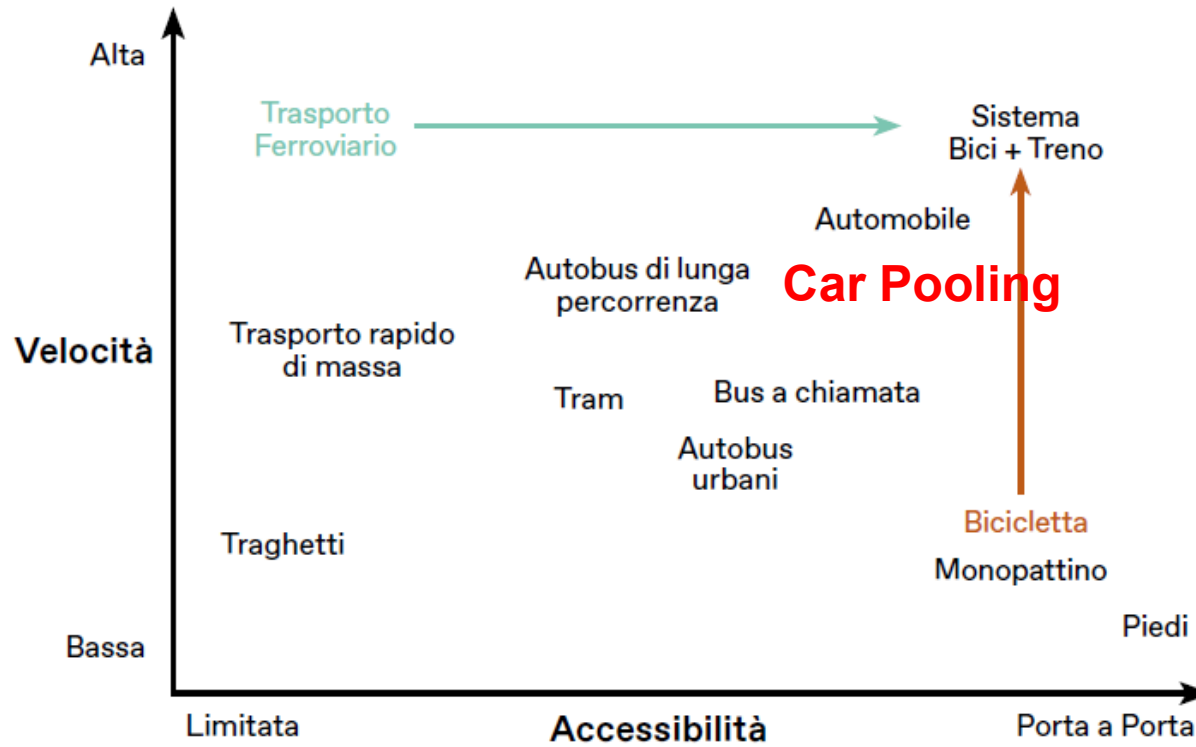 Alta
Trasporto
Ferroviario
Sistema
Bici + Treno
Automobile
Autobus di lunga
percorrenza
Car Pooling
Trasporto rapido
di massa
Velocità
Tram
Bus a chiamata
Autobus
urbani
Traghetti
Bicicletta
Monopattino
Piedi
Bassa
Limitata
Accessibilità
Porta a Porta